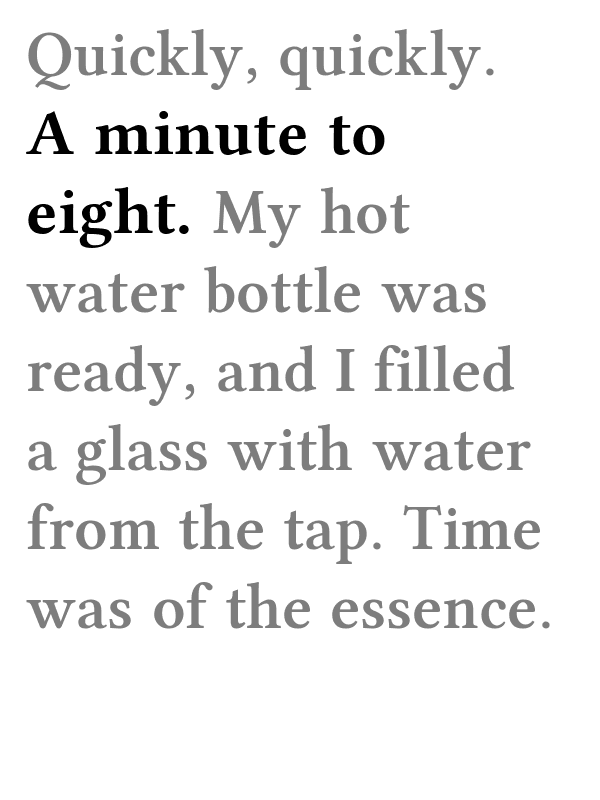 Quickly, quickly.
A minute to
eight. My hot
water bottle was
ready, and I filled
a glass with water
from the tap. Time
was of the essence.